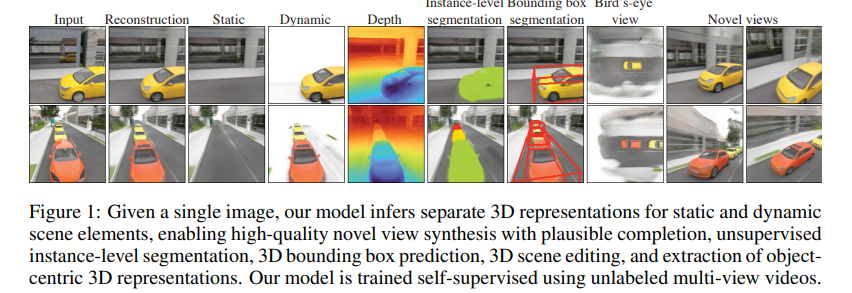 Instance-level Bounding box Bird's-eye
Input Reconstruction Static Dynamic Depth segmentation segmentation view Novel views
Figure 1: Given a single image, our model infers separate 3D representations for static and dynamic
scene elements, enabling high-quality novel view synthesis with plausible completion, unsupervised
instance-level segmentation, 3D bounding box prediction, 3D scene editing, and extraction of object-
centric 3D representations. Our model is trained self-supervised using unlabeled multi-view videos.